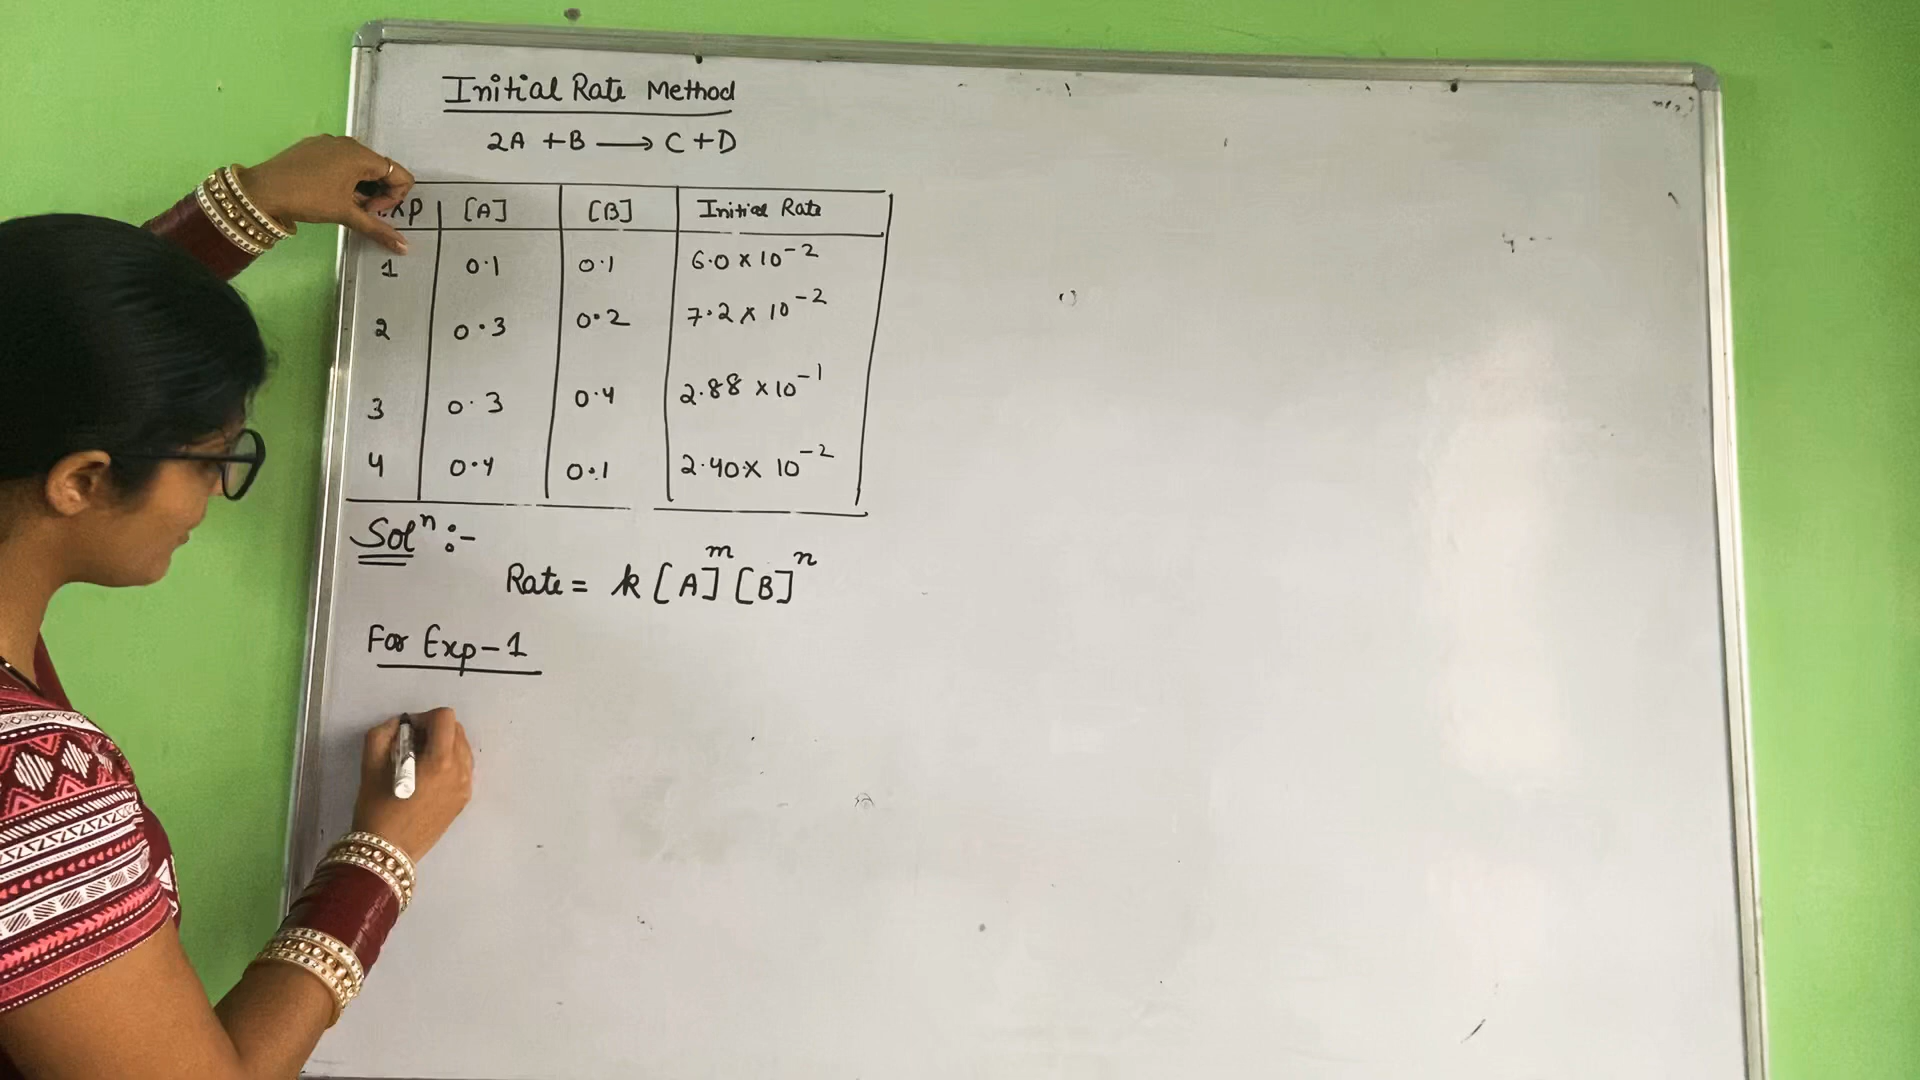 Initial Rate Method
2A + B ⟶ C + D
Exp [A] [B] Initial Rate
1 0.1 0.1 6.0 × 10⁻²
2 0.3 0.2 7.2 × 10⁻²
3 0.3 0.4 2.88 × 10⁻¹
4 0.4 0.1 2.40 × 10⁻²
Solⁿ :-
Rate = k [A]ᵐ [B]ⁿ
For Exp-1